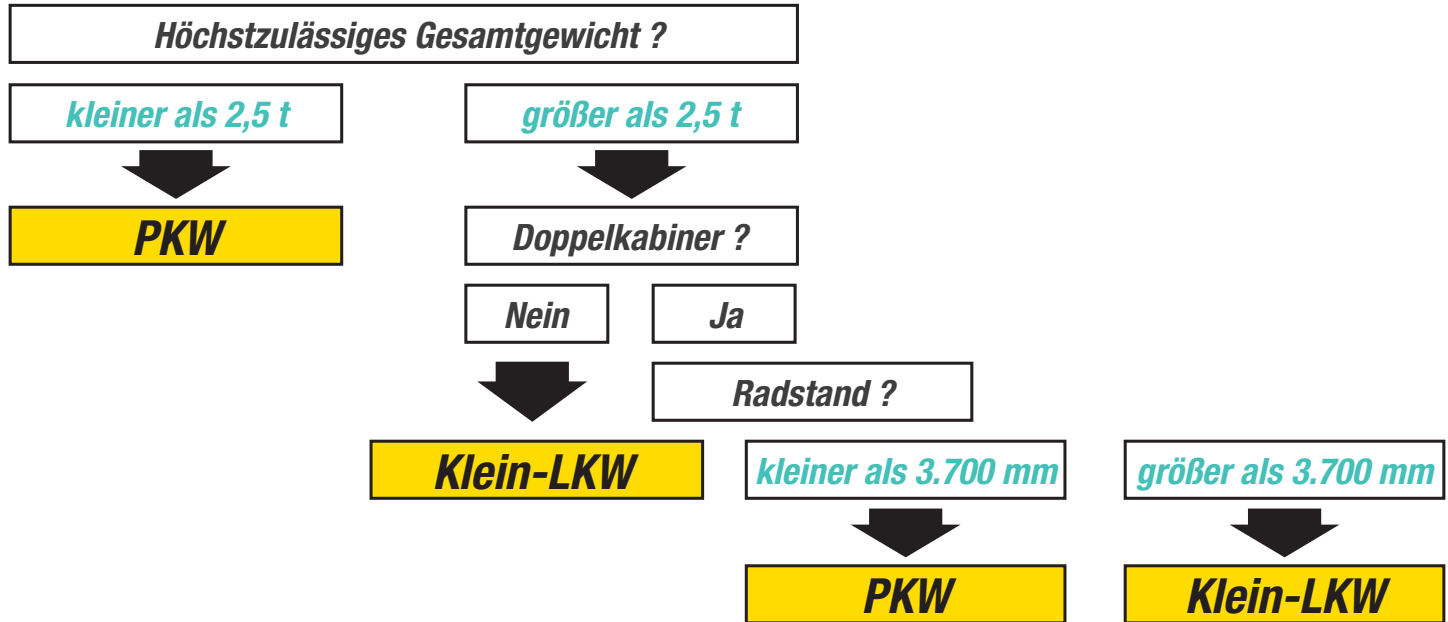 Höchstzulässiges Gesamtgewicht ?
kleiner als 2,5 t
größer als 2,5 t
PKW
Doppelkabiner ?
Nein
Ja
Radstand ?
Klein-LKW
kleiner als 3.700 mm
größer als 3.700 mm
PKW
Klein-LKW